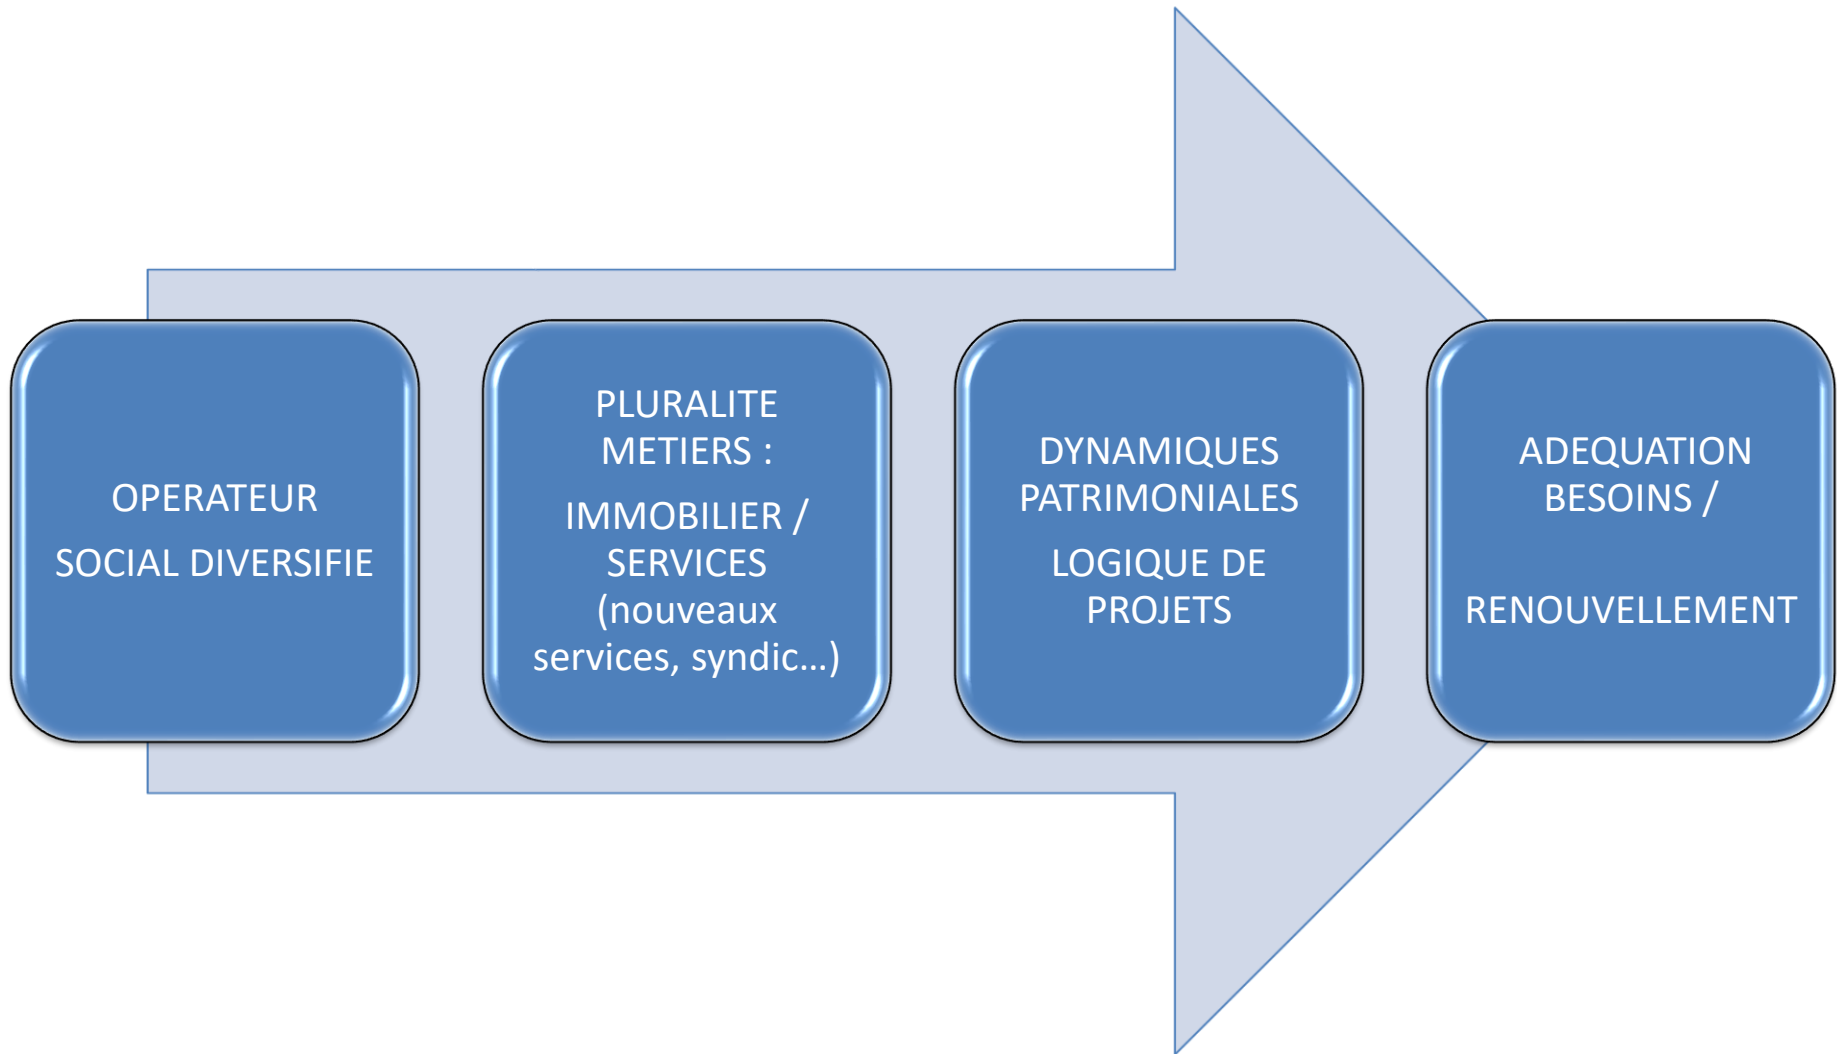 OPERATEUR
SOCIAL DIVERSIFIE
PLURALITE
METIERS :
IMMOBILIER /
SERVICES
(nouveaux
services, syndic...)
DYNAMIQUES
PATRIMONIALES
LOGIQUE DE
PROJETS
ADEQUATION
BESOINS /
RENOUVELLEMENT